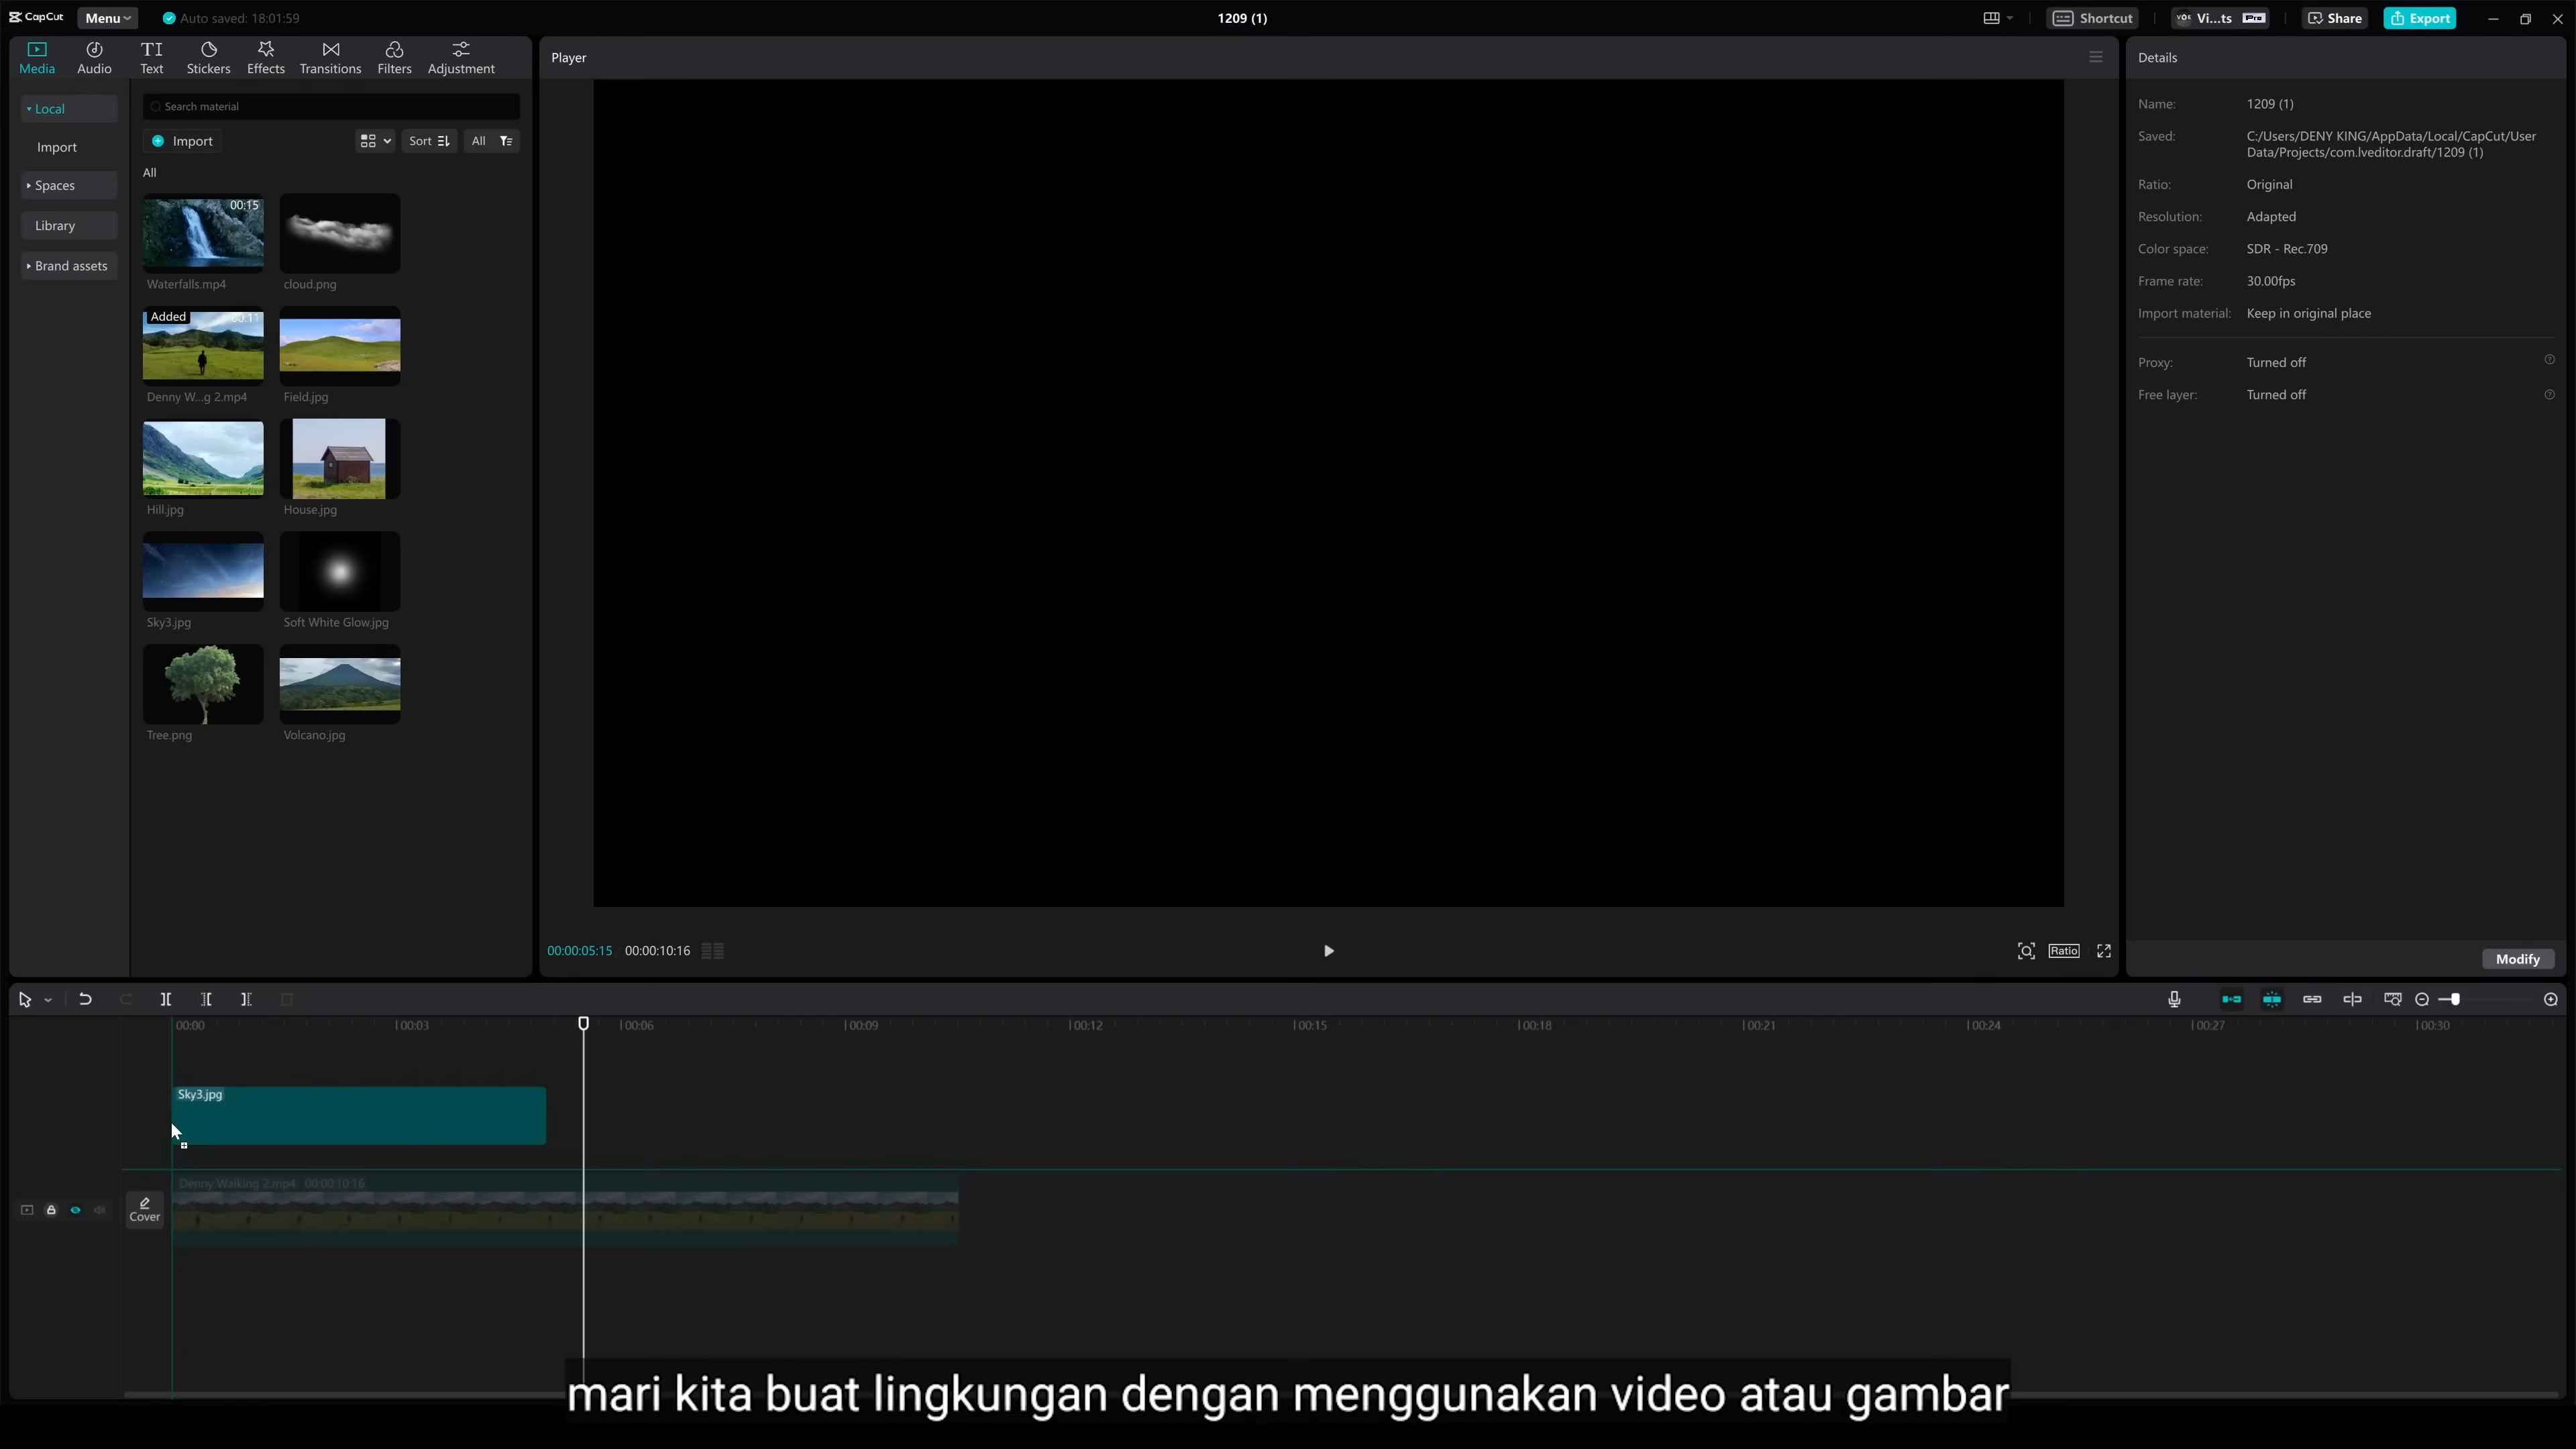 CapCut
Menu
Auto saved: 18:01:59
1209 (1)
Shortcut
Vi...ts
Pro
Share
Export
Media
Audio
Text
Stickers
Effects
Transitions
Filters
Adjustment
Local
Import
Spaces
Library
Brand assets
Search material
Import
Sort
All
All
00:15
Waterfalls.mp4
cloud.png
Added
Denny W...g 2.mp4
Field.jpg
Hill.jpg
House.jpg
Sky3.jpg
Soft White Glow.jpg
Tree.png
Volcano.jpg
Player
00:00:05:15
00:00:10:16
Ratio
Details
Name:
1209 (1)
Saved:
C:/Users/DENY KING/AppData/Local/CapCut/User
Data/Projects/com.lveditor.draft/1209 (1)
Ratio:
Original
Resolution:
Adapted
Color space:
SDR - Rec.709
Frame rate:
30.00fps
Import material:
Keep in original place
Proxy:
Turned off
Free layer:
Turned off
Modify
00:00
00:03
00:06
00:09
00:12
00:15
00:18
00:21
00:24
00:27
00:30
Sky3.jpg
Denny Walking 2.mp4 00:00:10:16
Cover
mari kita buat lingkungan dengan menggunakan video atau gambar